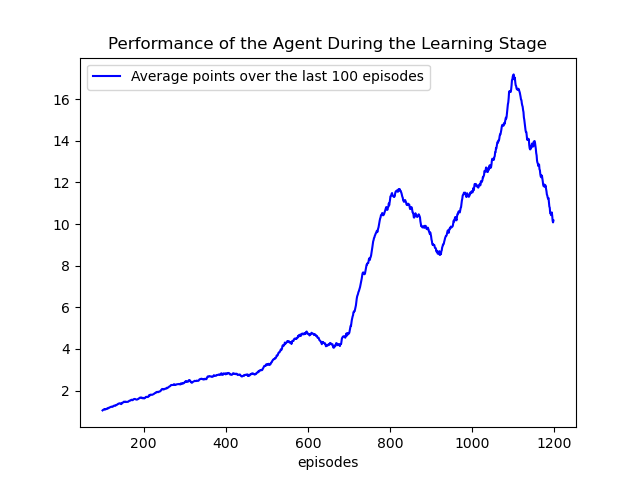 Performance of the Agent During the Learning Stage
Average points over the last 100 episodes
16
14
12
10
8
6
4
2
200 400 600 800 1000 1200
episodes